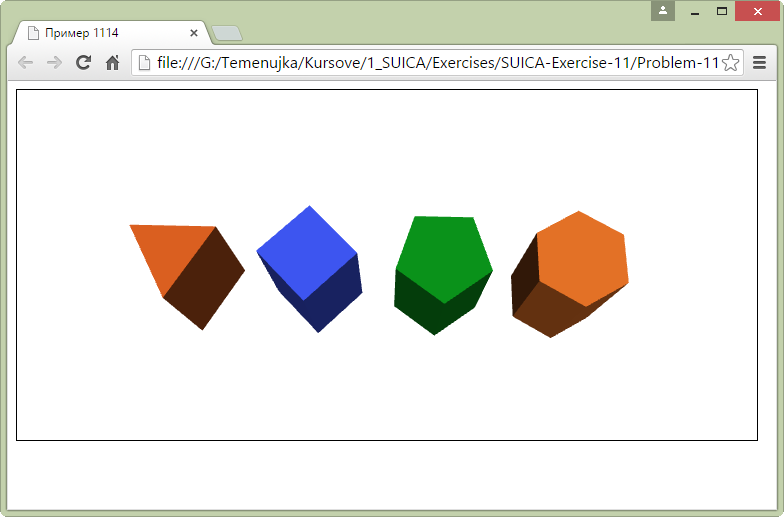 Пример 1114
file:///G:/Temenujka/Kursove/1_SUICA/Exercises/SUICA-Exercise-11/Problem-11